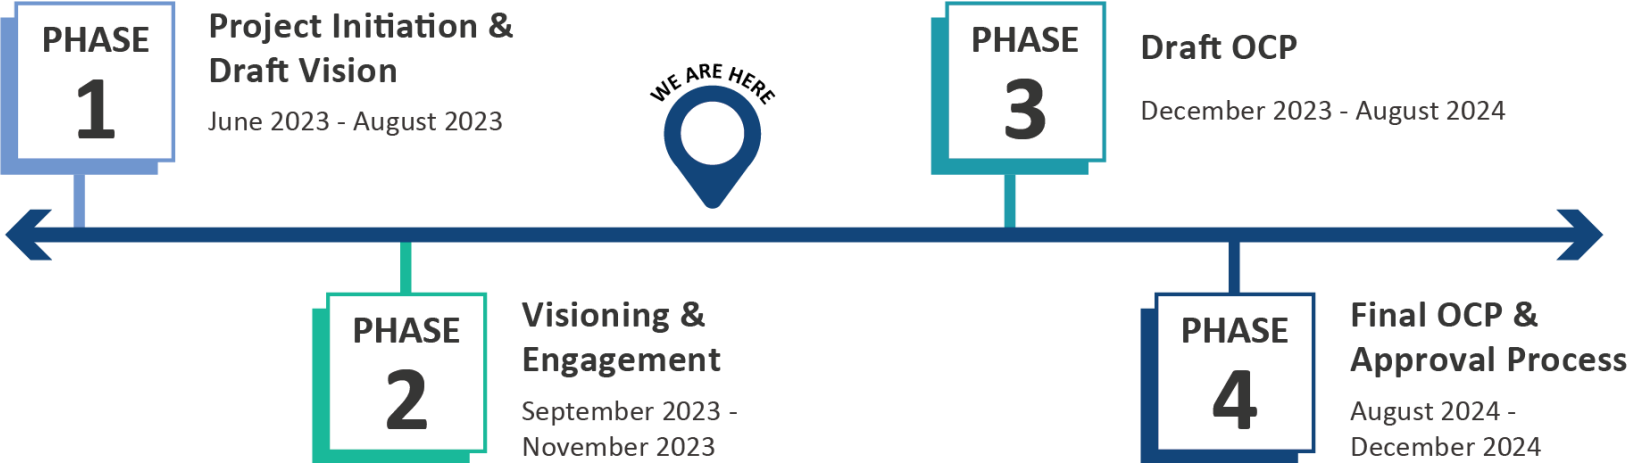 PHASE
1
Project Initiation &
Draft Vision
June 2023 - August 2023
WE ARE HERE
PHASE
3
Draft OCP
December 2023 - August 2024
PHASE
2
Visioning &
Engagement
September 2023 -
November 2023
PHASE
4
Final OCP &
Approval Process
August 2024 -
December 2024